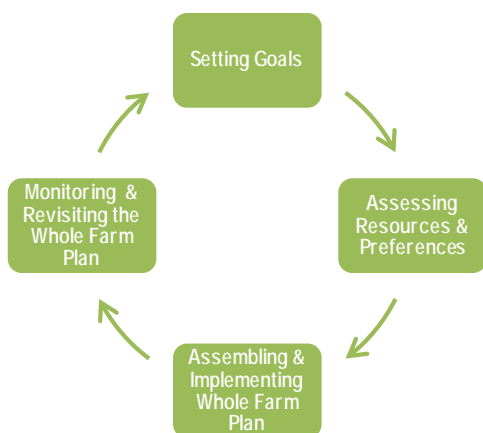 Setting Goals
Assessing
Resources &
Preferences
Assembling &
Implementing
Whole Farm
Plan
Monitoring &
Revisiting the
Whole Farm
Plan